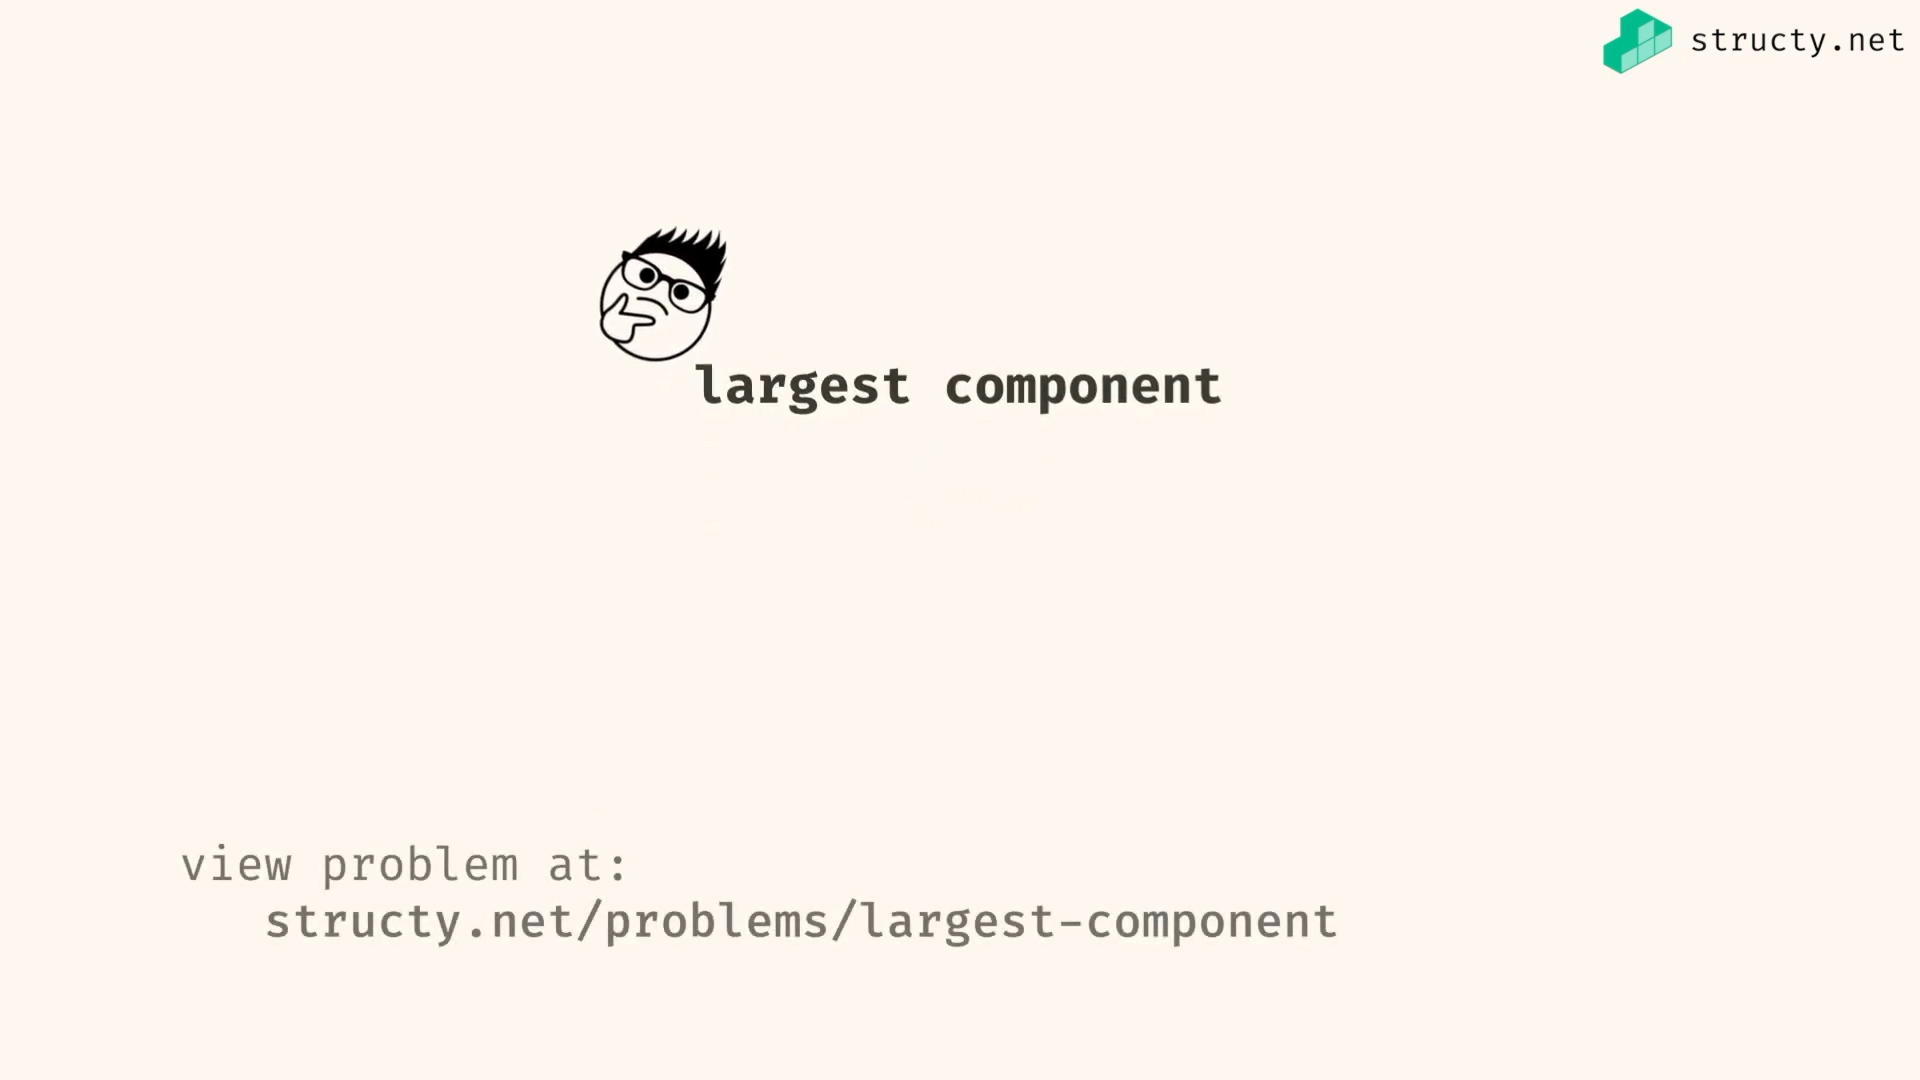 structy.net
largest component
view problem at:
structy.net/problems/largest-component